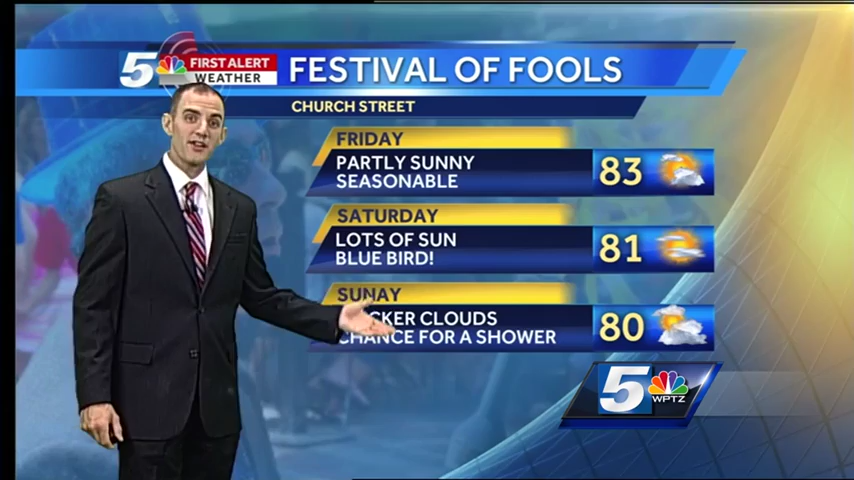 5 FIRST ALERT
WEATHER
FESTIVAL OF FOOLS
CHURCH STREET
FRIDAY
PARTLY SUNNY
SEASONABLE
83
SATURDAY
LOTS OF SUN
BLUE BIRD!
81
SUNAY
CLOUDS
CHANCE FOR A SHOWER
80
5
WPTZ